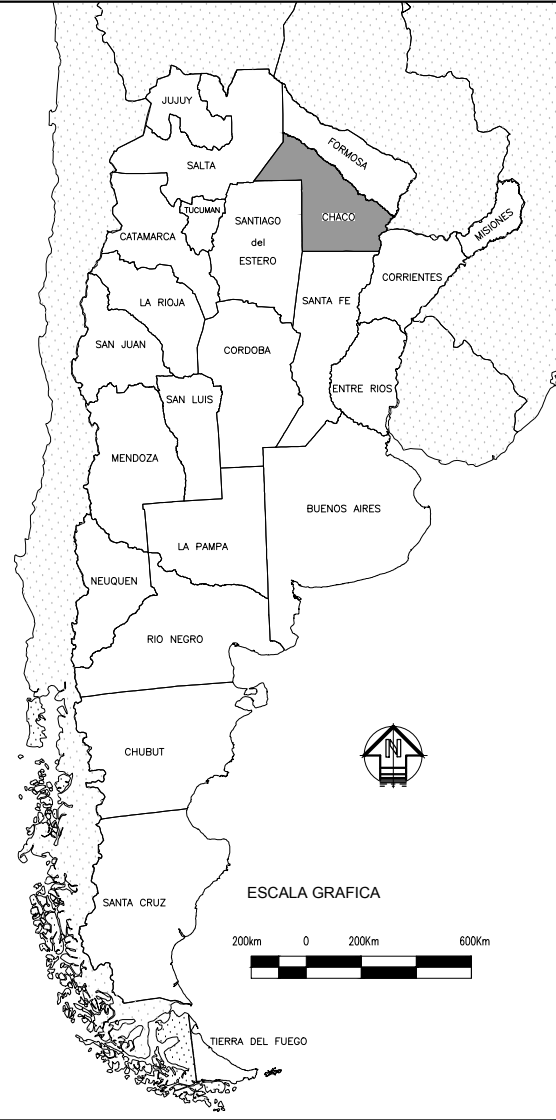 JUJUY
FORMOSA
SALTA
TUCUMAN
CHACO
MISIONES
SANTIAGO
del
ESTERO
CATAMARCA
CORRIENTES
LA RIOJA
SANTA FE
SAN JUAN
CORDOBA
ENTRE RIOS
SAN LUIS
MENDOZA
BUENOS AIRES
LA PAMPA
NEUQUEN
RIO NEGRO
N
CHUBUT
ESCALA GRAFICA
SANTA CRUZ
200km 0 200Km 600Km
TIERRA DEL FUEGO